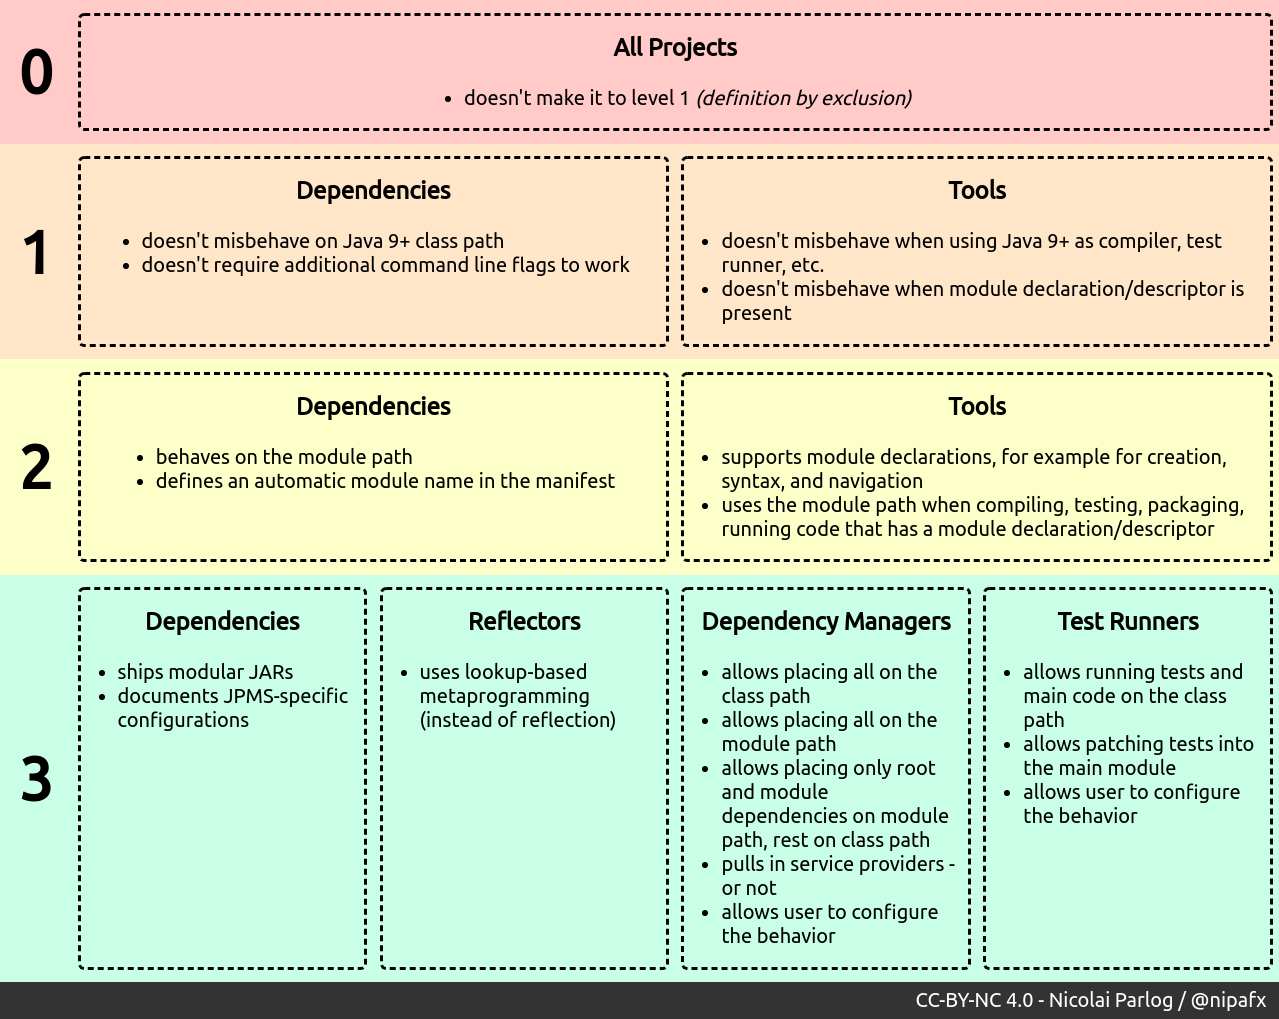 0
All Projects
• doesn't make it to level 1 (definition by exclusion)
1
Dependencies
• doesn't misbehave on Java 9+ class path
• doesn't require additional command line flags to work
Tools
• doesn't misbehave when using Java 9+ as compiler, test
runner, etc.
• doesn't misbehave when module declaration/descriptor is
present
2
Dependencies
• behaves on the module path
• defines an automatic module name in the manifest
Tools
• supports module declarations, for example for creation,
syntax, and navigation
• uses the module path when compiling, testing, packaging,
running code that has a module declaration/descriptor
3
Dependencies
• ships modular JARs
• documents JPMS-specific
configurations
Reflectors
• uses lookup-based
metaprogramming
(instead of reflection)
Dependency Managers
• allows placing all on the
class path
• allows placing all on the
module path
• allows placing only root
and module
dependencies on module
path, rest on class path
• pulls in service providers -
or not
• allows user to configure
the behavior
Test Runners
• allows running tests and
main code on the class
path
• allows patching tests into
the main module
• allows user to configure
the behavior
CC-BY-NC 4.0 - Nicolai Parlog / @nipafx